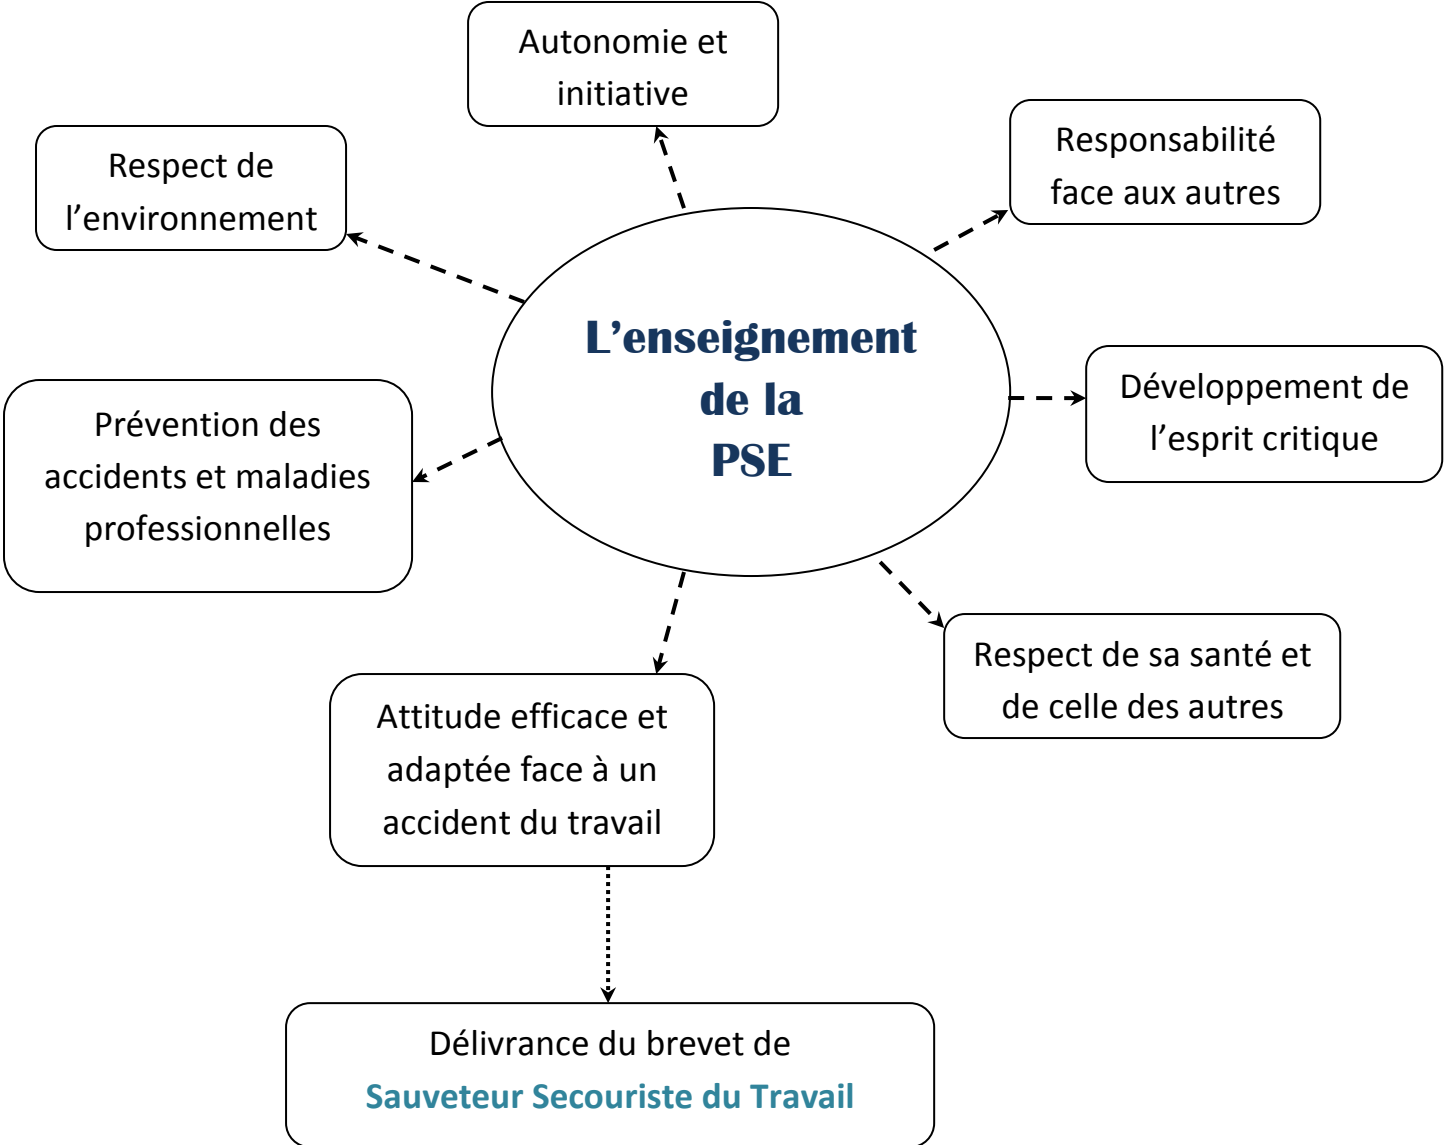 Autonomie et
initiative
Responsabilité
face aux autres
Respect de
l’environnement
L’enseignement
de la
PSE
Développement de
l’esprit critique
Prévention des
accidents et maladies
professionnelles
Respect de sa santé et
de celle des autres
Attitude efficace et
adaptée face à un
accident du travail
Délivrance du brevet de
Sauveteur Secouriste du Travail